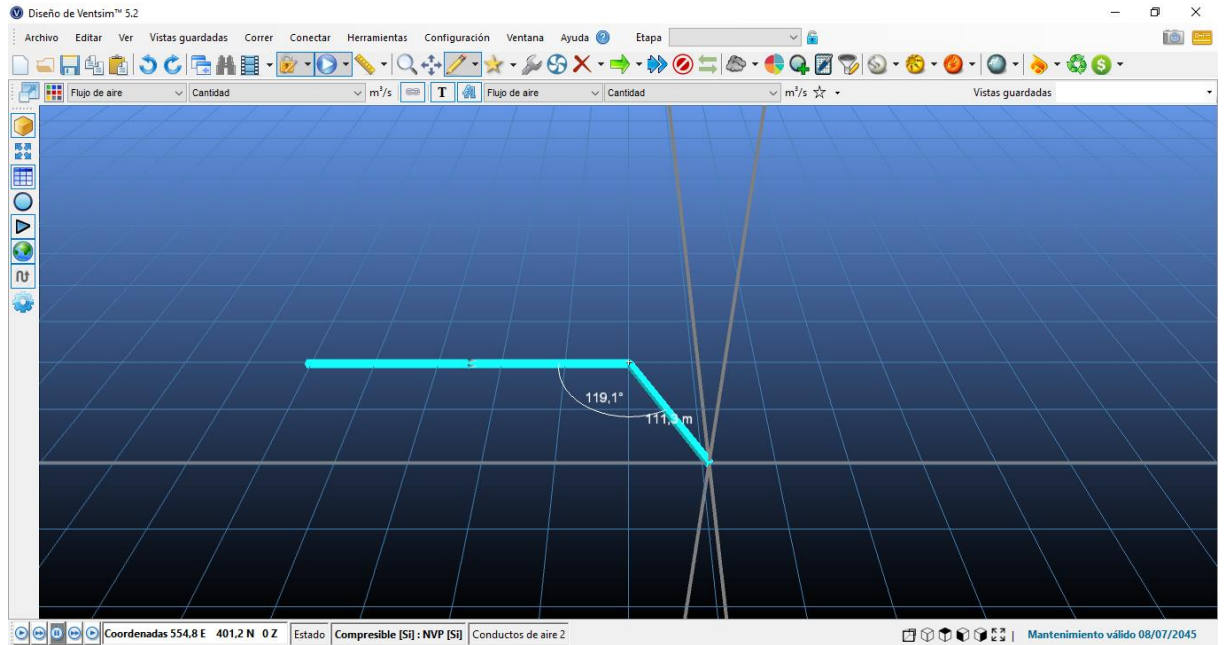 Diseño de Ventsim™ 5.2
Archivo Editar Ver Vistas guardadas Correr Conectar Herramientas Configuración Ventana Ayuda ? Etapa
T
Flujo de aire Cantidad m³/s T Flujo de aire Cantidad m³/s Vistas guardadas
119,1°
111,3 m
Coordenadas 554,8 E 401,2 N 0 Z Estado Compresible [Si] : NVP [Si] Conductos de aire 2 Mantenimiento válido 08/07/2045